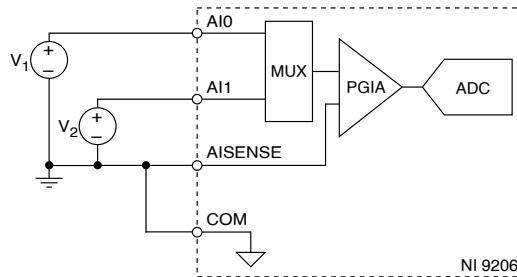 AI0
V1
+
–
MUX
PGIA
ADC
AI1
V2
+
–
AISENSE
COM
NI 9206